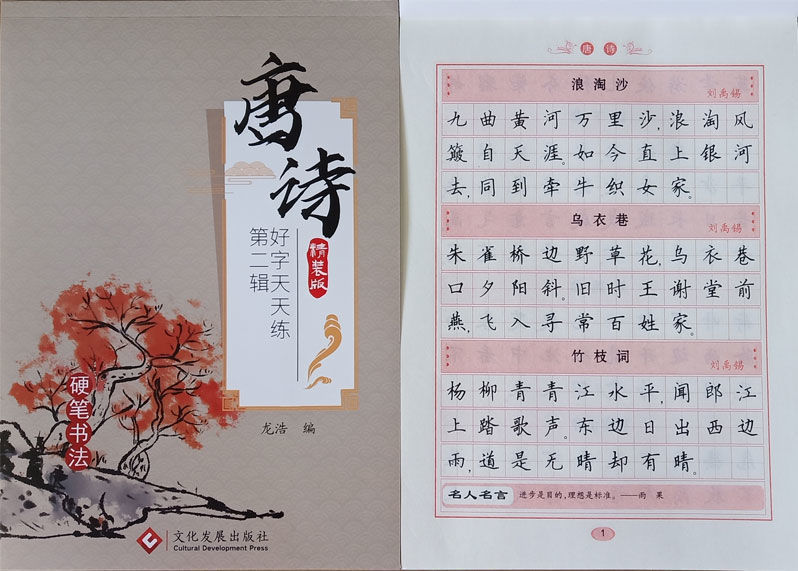 唐诗
精装版
好字天天练
第二辑
龙浩 编
硬笔书法
文化发展出版社
Cultural Development Press
唐 诗
浪淘沙
刘禹锡
九曲黄河万里沙,浪淘风
簸自天涯。如今直上银河
去,同到牵牛织女家。
乌衣巷
刘禹锡
朱雀桥边野草花,乌衣巷
口夕阳斜。旧时王谢堂前
燕,飞入寻常百姓家。
竹枝词
刘禹锡
杨柳青青江水平,闻郎江
上踏歌声。东边日出西边
雨,道是无晴却有晴。
名人名言 进步是目的,理想是标准。——雨 果
1